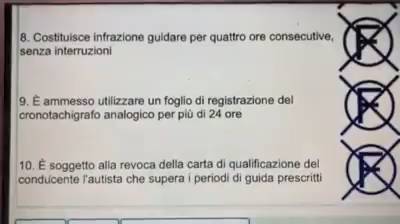 8. Costituisce infrazione guidare per quattro ore consecutive,
senza interruzioni
F
9. È ammesso utilizzare un foglio di registrazione del
cronotachigrafo analogico per più di 24 ore
F
10. È soggetto alla revoca della carta di qualificazione del
conducente l'autista che supera i periodi di guida prescritti
F